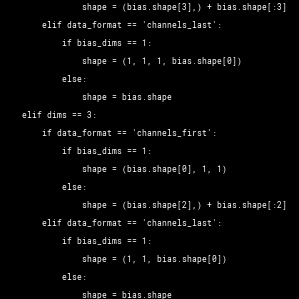 shape = (bias.shape[3],) + bias.shape[:3]
elif data_format == 'channels_last':
if bias_dims == 1:
shape = (1, 1, 1, bias.shape[0])
else:
shape = bias.shape
elif dims == 3:
if data_format == 'channels_first':
if bias_dims == 1:
shape = (bias.shape[0], 1, 1)
else:
shape = (bias.shape[2],) + bias.shape[:2]
elif data_format == 'channels_last':
if bias_dims == 1:
shape = (1, 1, bias.shape[0])
else:
shape = bias.shape